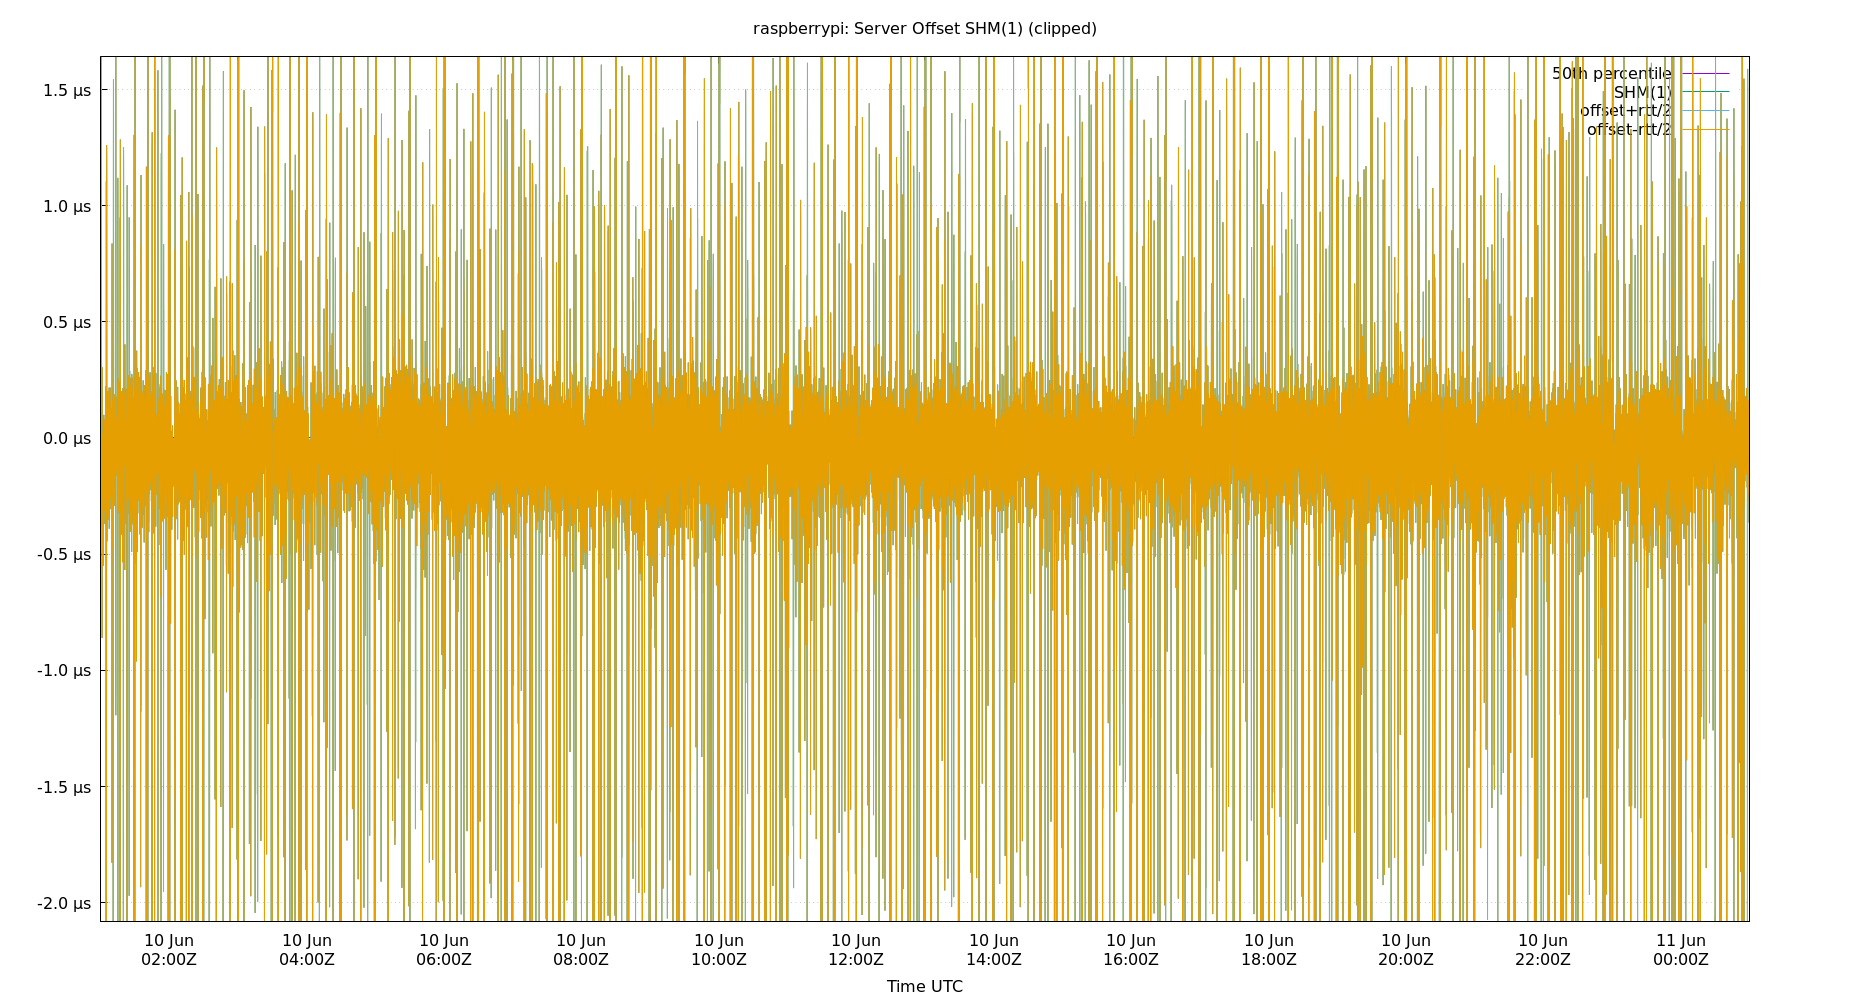 raspberrypi: Server Offset SHM(1) (clipped)
50th percentile
SHM(1)
offset+rtt/2
offset-rtt/2
1.5 µs
1.0 µs
0.5 µs
0.0 µs
-0.5 µs
-1.0 µs
-1.5 µs
-2.0 µs
10 Jun 10 Jun 10 Jun 10 Jun 10 Jun 10 Jun 10 Jun 10 Jun 10 Jun 10 Jun 10 Jun 11 Jun
02:00Z 04:00Z 06:00Z 08:00Z 10:00Z 12:00Z 14:00Z 16:00Z 18:00Z 20:00Z 22:00Z 00:00Z
Time UTC